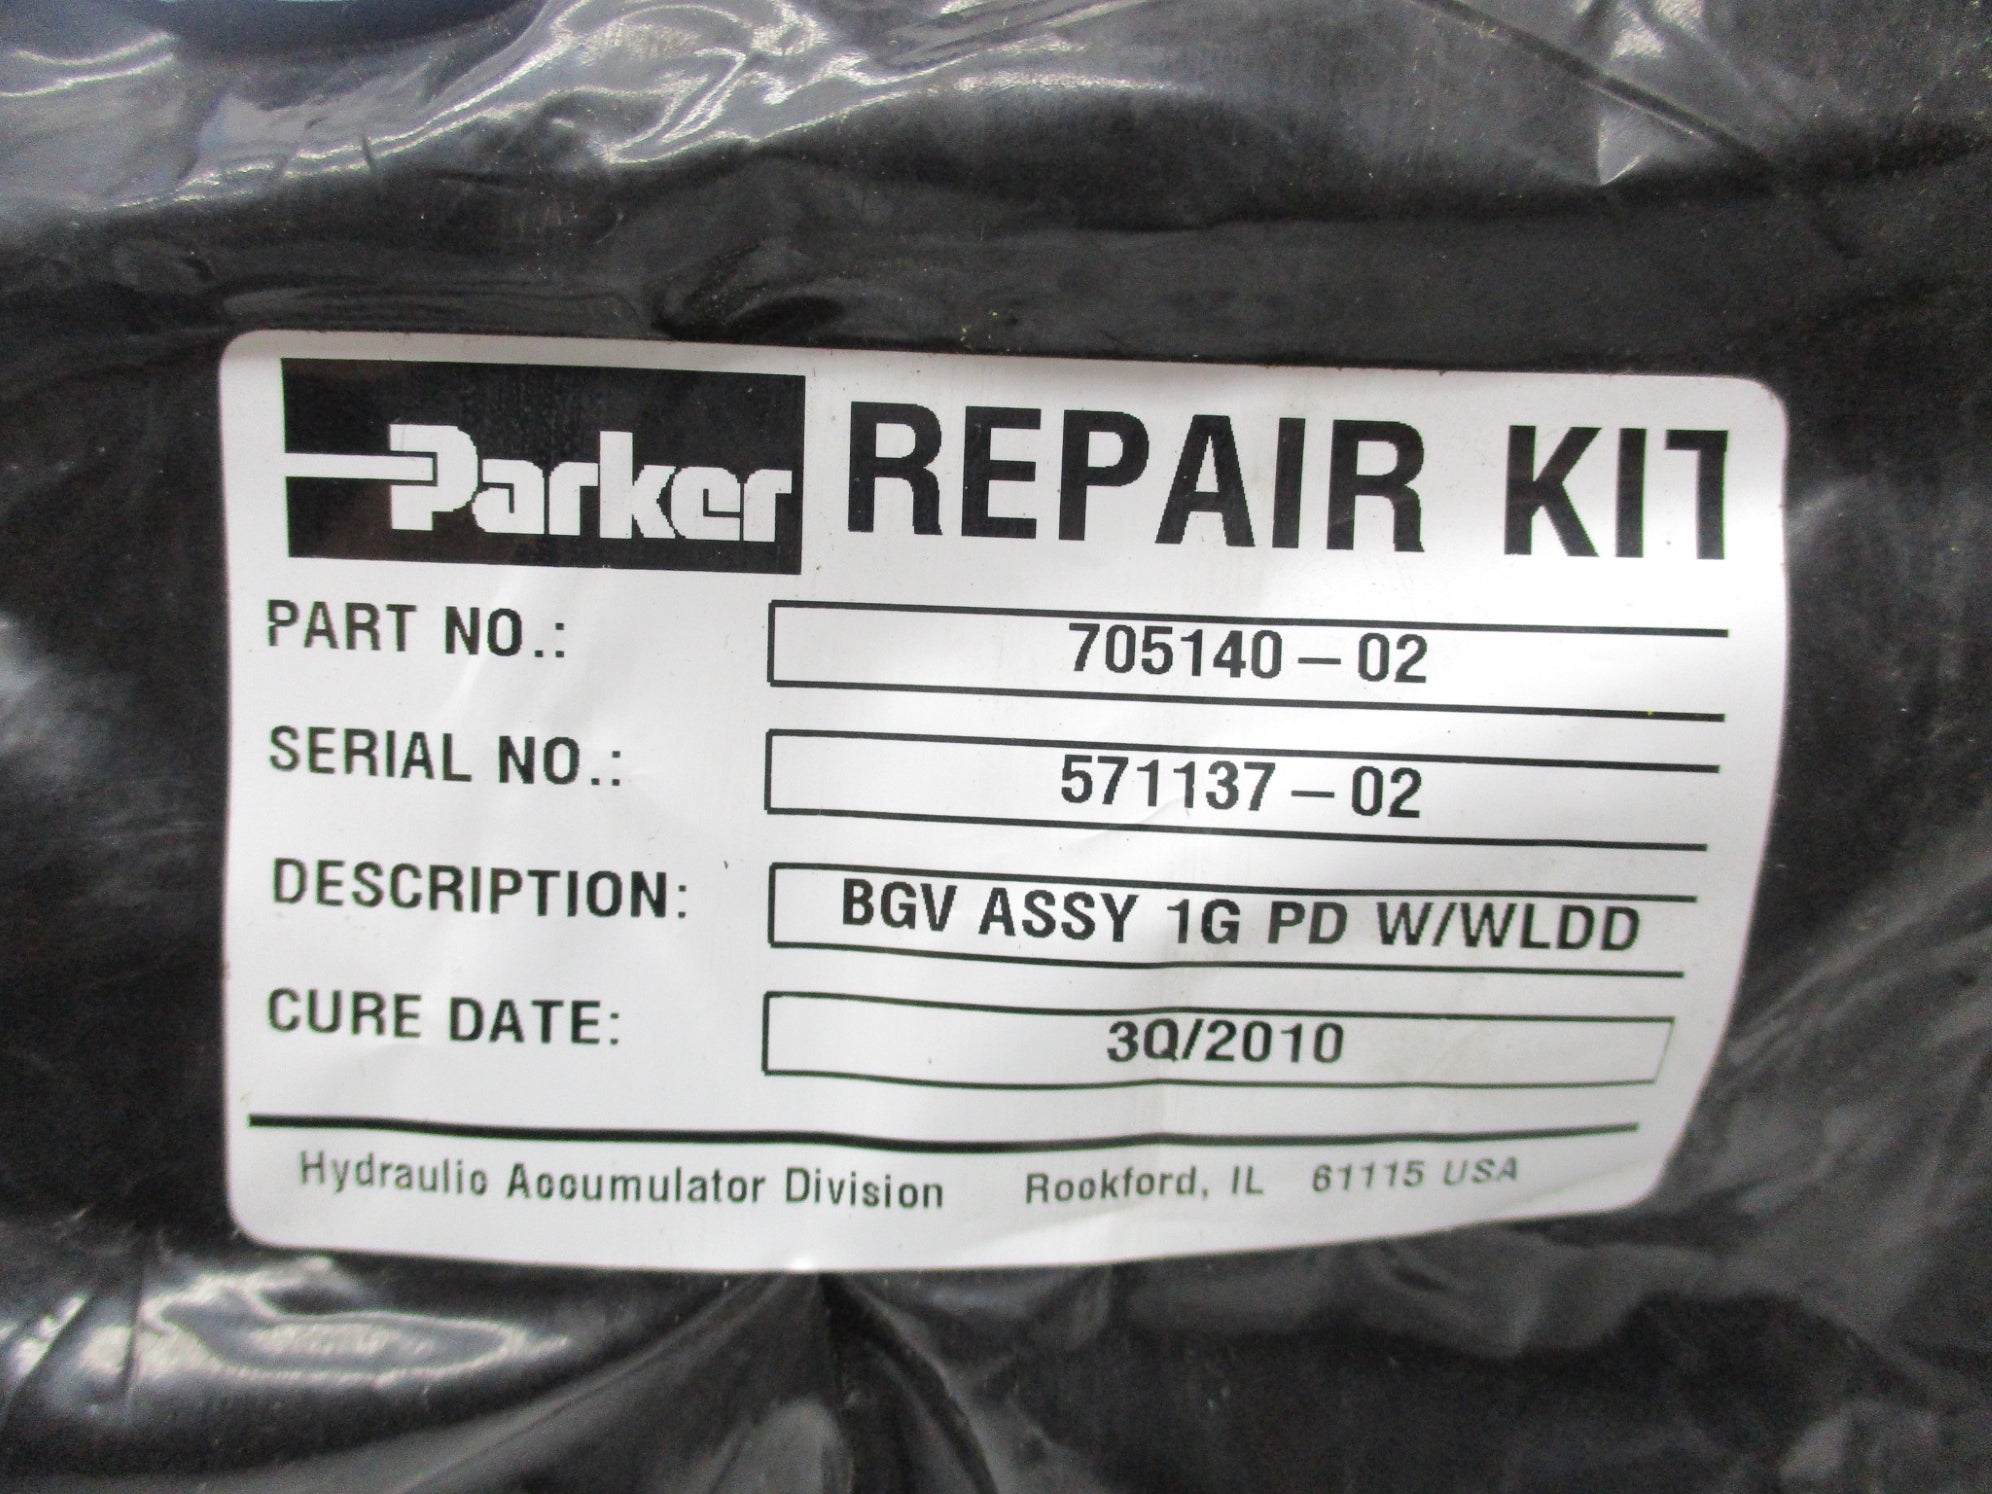 Parker REPAIR KIT
PART NO.: 705140-02
SERIAL NO.: 571137-02
DESCRIPTION: BGV ASSY 1G PD W/WLDD
CURE DATE: 3Q/2010
Hydraulic Accumulator Division Rockford, IL 61115 USA